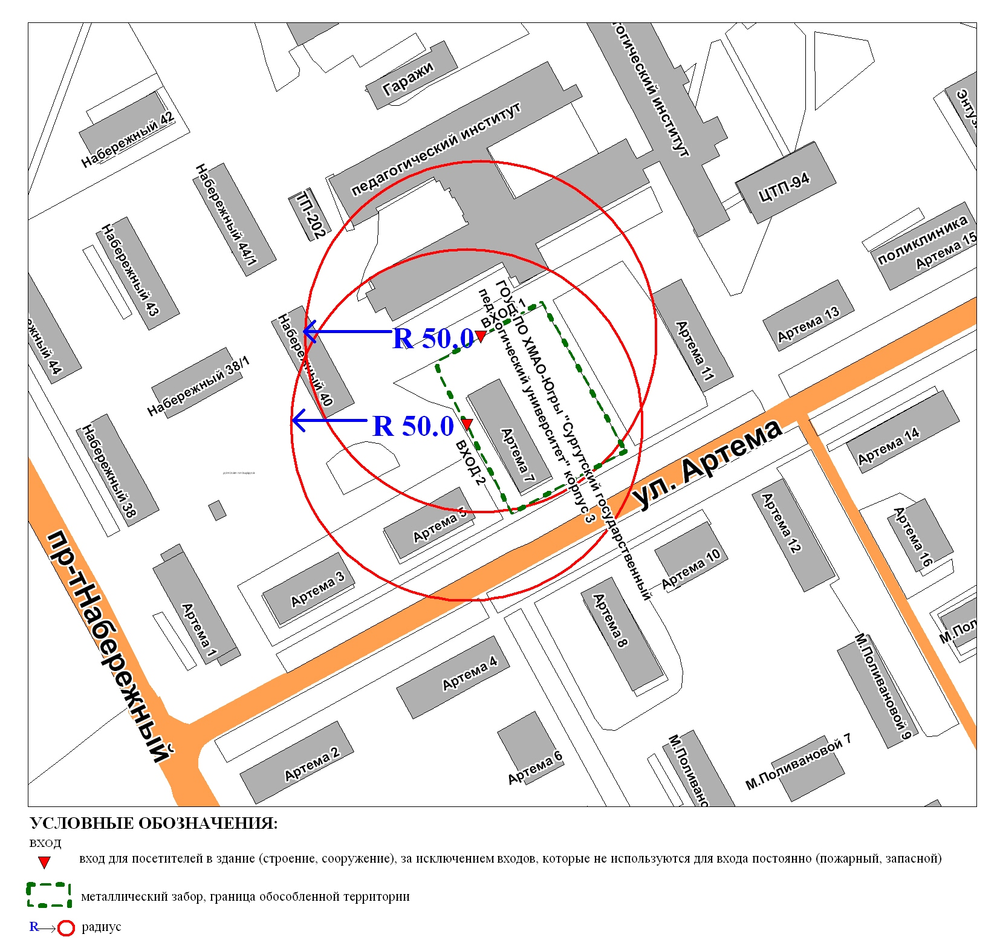 Гаражи
педагогический институт
гогический институт
Энтуз
Набережный 42
Набережный 44/1
ТП-202
ЦТП-94
Набережный 43
поликлиника
Артема 15
ежный 44
Набережный 38/1
Набережный 40
R 50.0
ВХОД 1
ГОУ ВПО ХМАО-Югры "Сургутский государственный
педагогический университет" корпус 3
Артема 11
Артема 13
R 50.0
ВХОД 2
Артема 7
Артема 14
ул. Артема
Набережный 38
детская площадка
Артема 5
Артема 3
Артема 10
Артема 12
Артема 16
пр-тНабережный
Артема 1
Артема 8
М.Пол
Артема 4
М.Поливановой 9
Артема 2
Артема 6
М.Поливано
М.Поливановой 7
УСЛОВНЫЕ ОБОЗНАЧЕНИЯ:
ВХОД
вход для посетителей в здание (строение, сооружение), за исключением входов, которые не используются для входа постоянно (пожарный, запасной)
металлический забор, граница обособленной территории
R
радиус